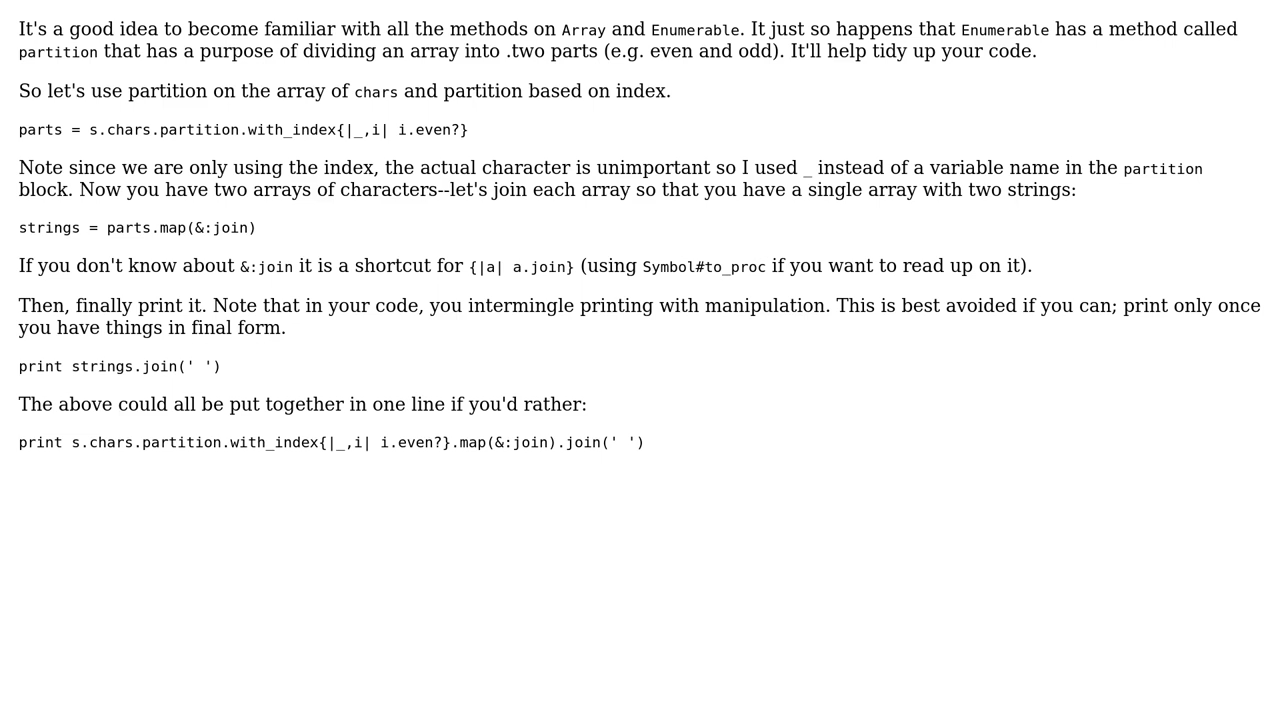 It's a good idea to become familiar with all the methods on Array and Enumerable. It just so happens that Enumerable has a method called
partition that has a purpose of dividing an array into .two parts (e.g. even and odd). It'll help tidy up your code.
So let's use partition on the array of chars and partition based on index.
parts = s.chars.partition.with_index{|_,i| i.even?}
Note since we are only using the index, the actual character is unimportant so I used _ instead of a variable name in the partition
block. Now you have two arrays of characters--let's join each array so that you have a single array with two strings:
strings = parts.map(&:join)
If you don't know about &:join it is a shortcut for {|a| a.join} (using Symbol#to_proc if you want to read up on it).
Then, finally print it. Note that in your code, you intermingle printing with manipulation. This is best avoided if you can; print only once
you have things in final form.
print strings.join(' ')
The above could all be put together in one line if you'd rather:
print s.chars.partition.with_index{|_,i| i.even?}.map(&:join).join(' ')